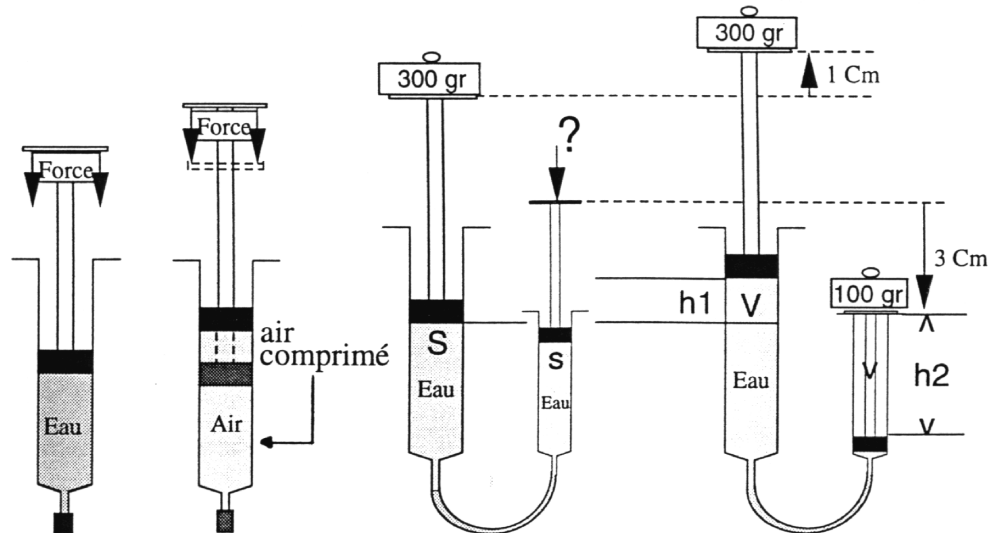 Force
Eau
Force
air
comprimé
Air
300 gr
S
Eau
?
s
Eau
300 gr
1 Cm
h1
V
Eau
3 Cm
100 gr
v
h2